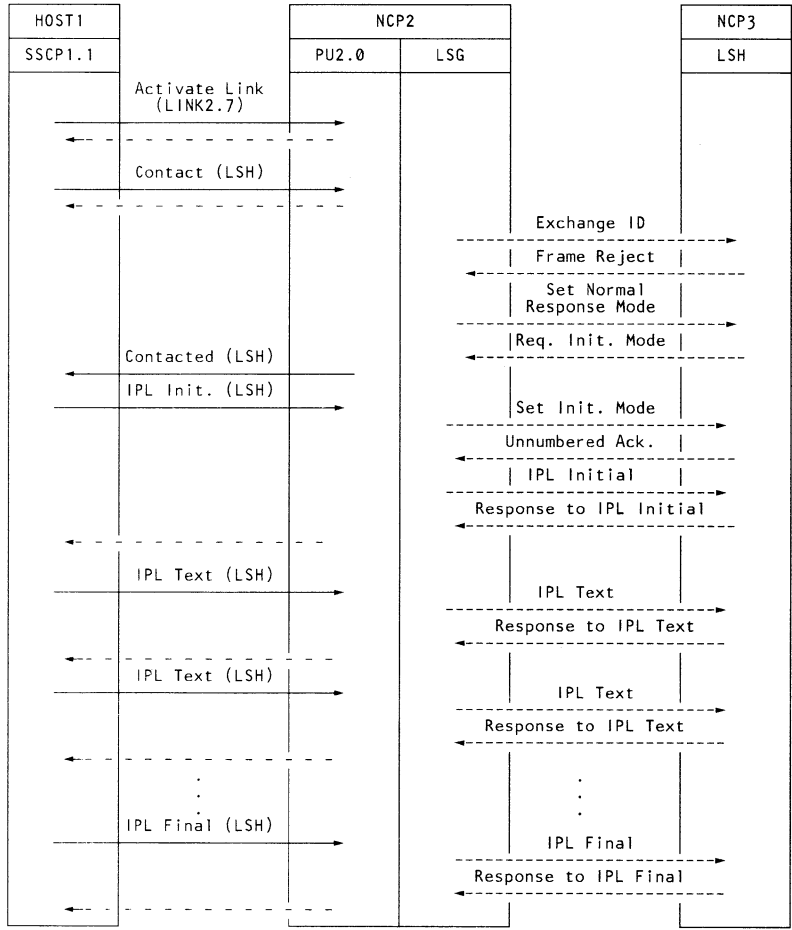 HOST1 NCP2 NCP3
SSCP1.1 PU2.0 LSG LSH
Activate Link
(LINK2.7)
Contact (LSH)
Exchange ID
Frame Reject
Set Normal
Response Mode
Req. Init. Mode
Contacted (LSH)
IPL Init. (LSH)
Set Init. Mode
Unnumbered Ack.
IPL Initial
Response to IPL Initial
IPL Text (LSH)
IPL Text
Response to IPL Text
IPL Text (LSH)
IPL Text
Response to IPL Text
IPL Final (LSH)
IPL Final
Response to IPL Final